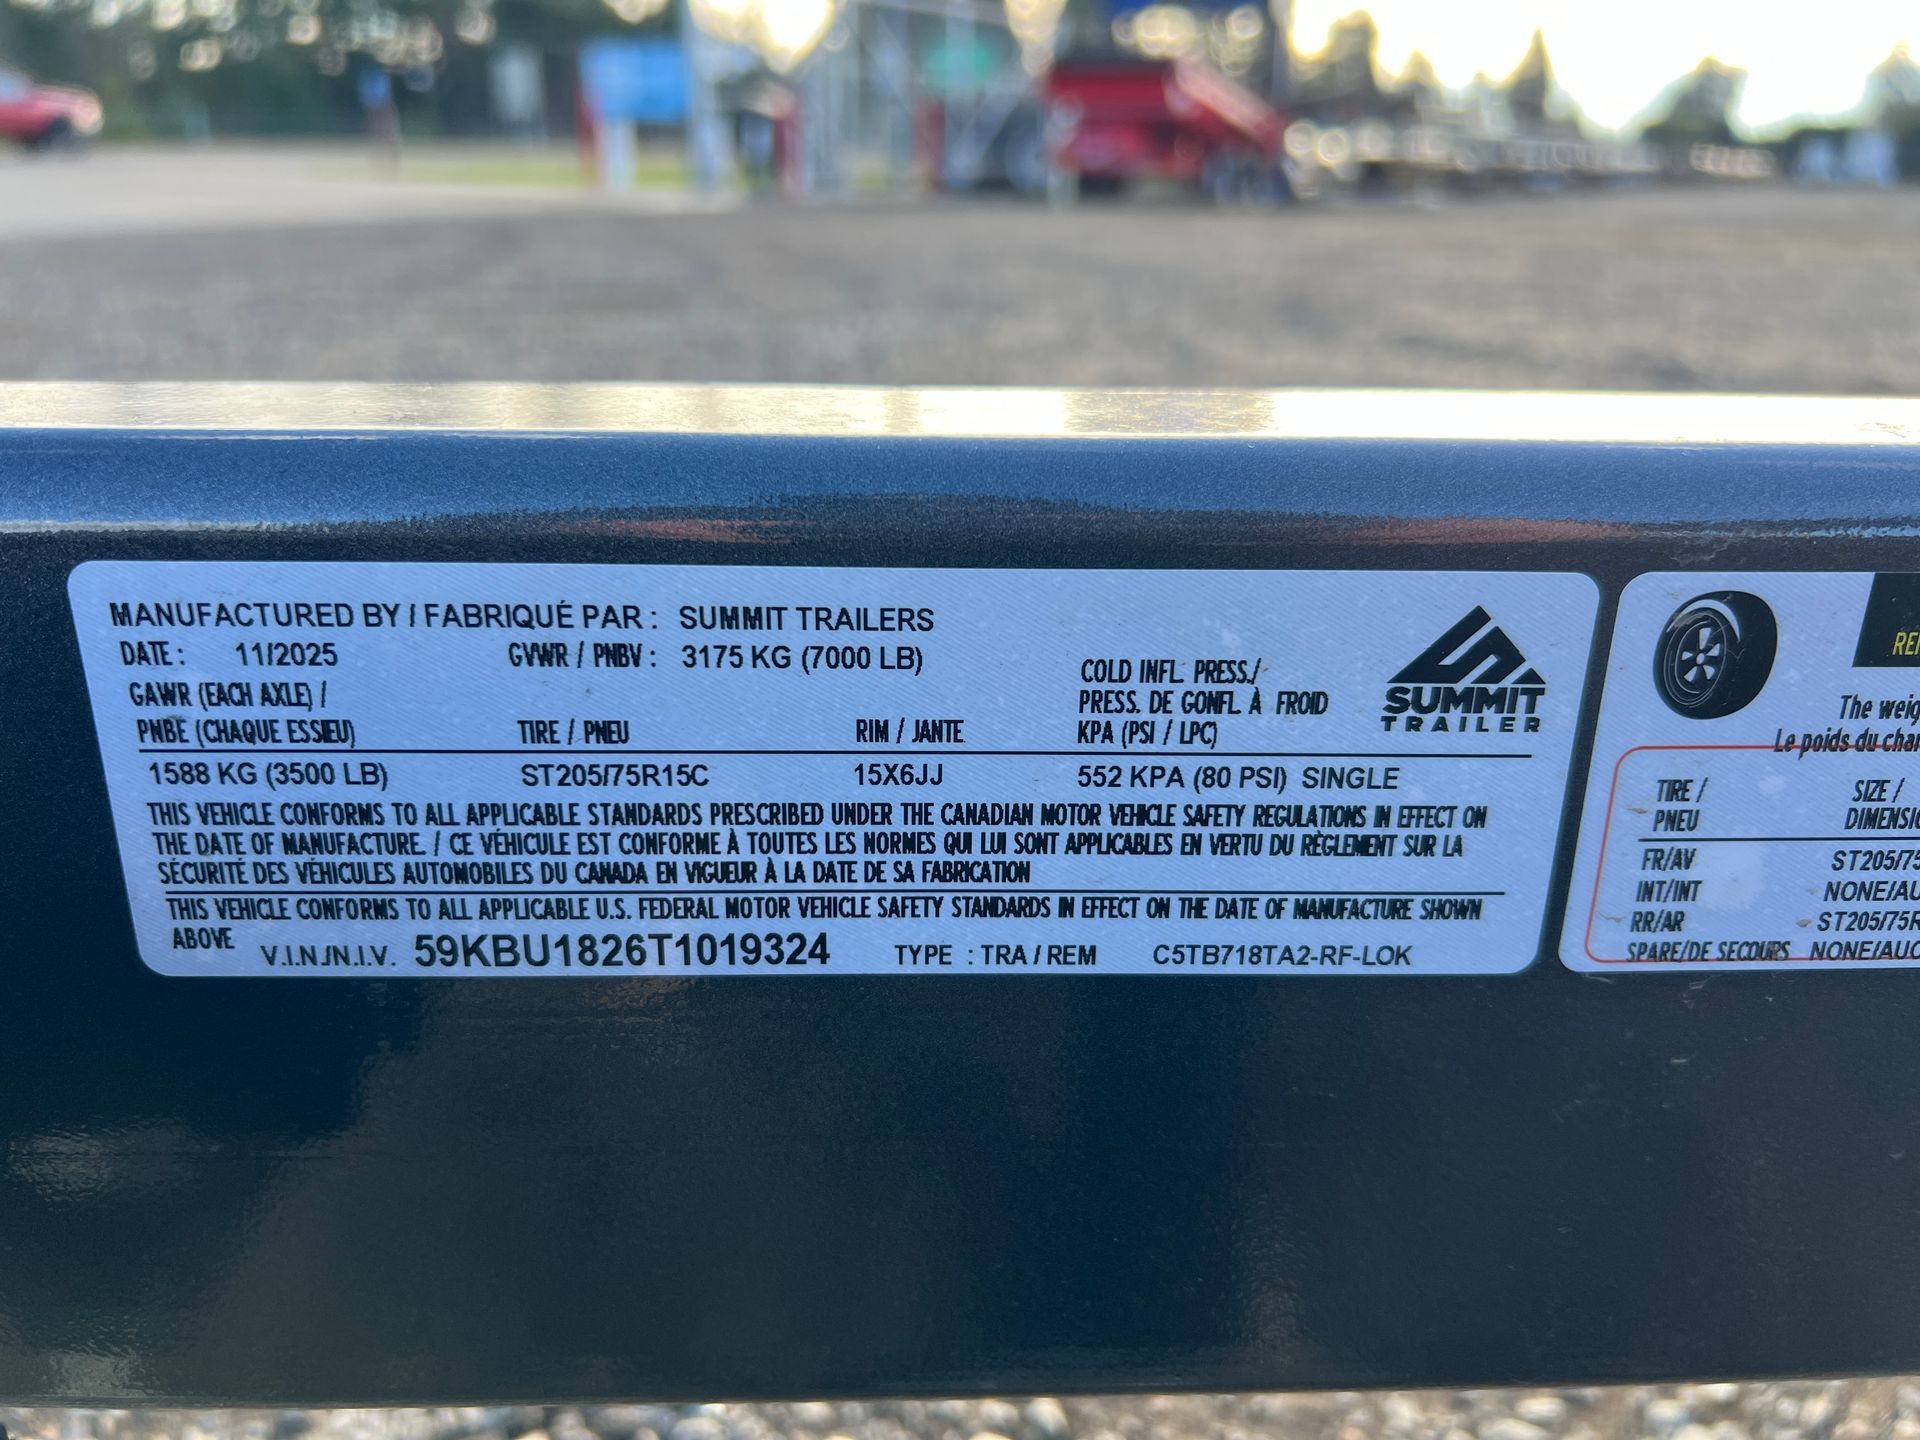 MANUFACTURED BY / FABRIQUÉ PAR : SUMMIT TRAILERS
DATE : 11/2025 GVWR / PNBV : 3175 KG (7000 LB)
GAWR (EACH AXLE) /
PNBE (CHAQUE ESSIEU) TIRE / PNEU RIM / JANTE COLD INFL. PRESS./
PRESS. DE GONFL. À FROID
KPA (PSI / LPC)
SUMMIT
TRAILER
1588 KG (3500 LB) ST205/75R15C 15X6JJ 552 KPA (80 PSI) SINGLE
THIS VEHICLE CONFORMS TO ALL APPLICABLE STANDARDS PRESCRIBED UNDER THE CANADIAN MOTOR VEHICLE SAFETY REGULATIONS IN EFFECT ON
THE DATE OF MANUFACTURE. / CE VÉHICULE EST CONFORME À TOUTES LES NORMES QUI LUI SONT APPLICABLES EN VERTU DU RÈGLEMENT SUR LA
SÉCURITÉ DES VÉHICULES AUTOMOBILES DU CANADA EN VIGUEUR À LA DATE DE SA FABRICATION
THIS VEHICLE CONFORMS TO ALL APPLICABLE U.S. FEDERAL MOTOR VEHICLE SAFETY STANDARDS IN EFFECT ON THE DATE OF MANUFACTURE SHOWN
ABOVE V.I.N./N.I.V. 59KBU1826T1019324 TYPE : TRA / REM C5TB718TA2-RF-LOK
The
Le poids du
TIRE / SIZE /
PNEU
FR/AV
INT/INT
RR/AR
SPARE/DE SECOURS